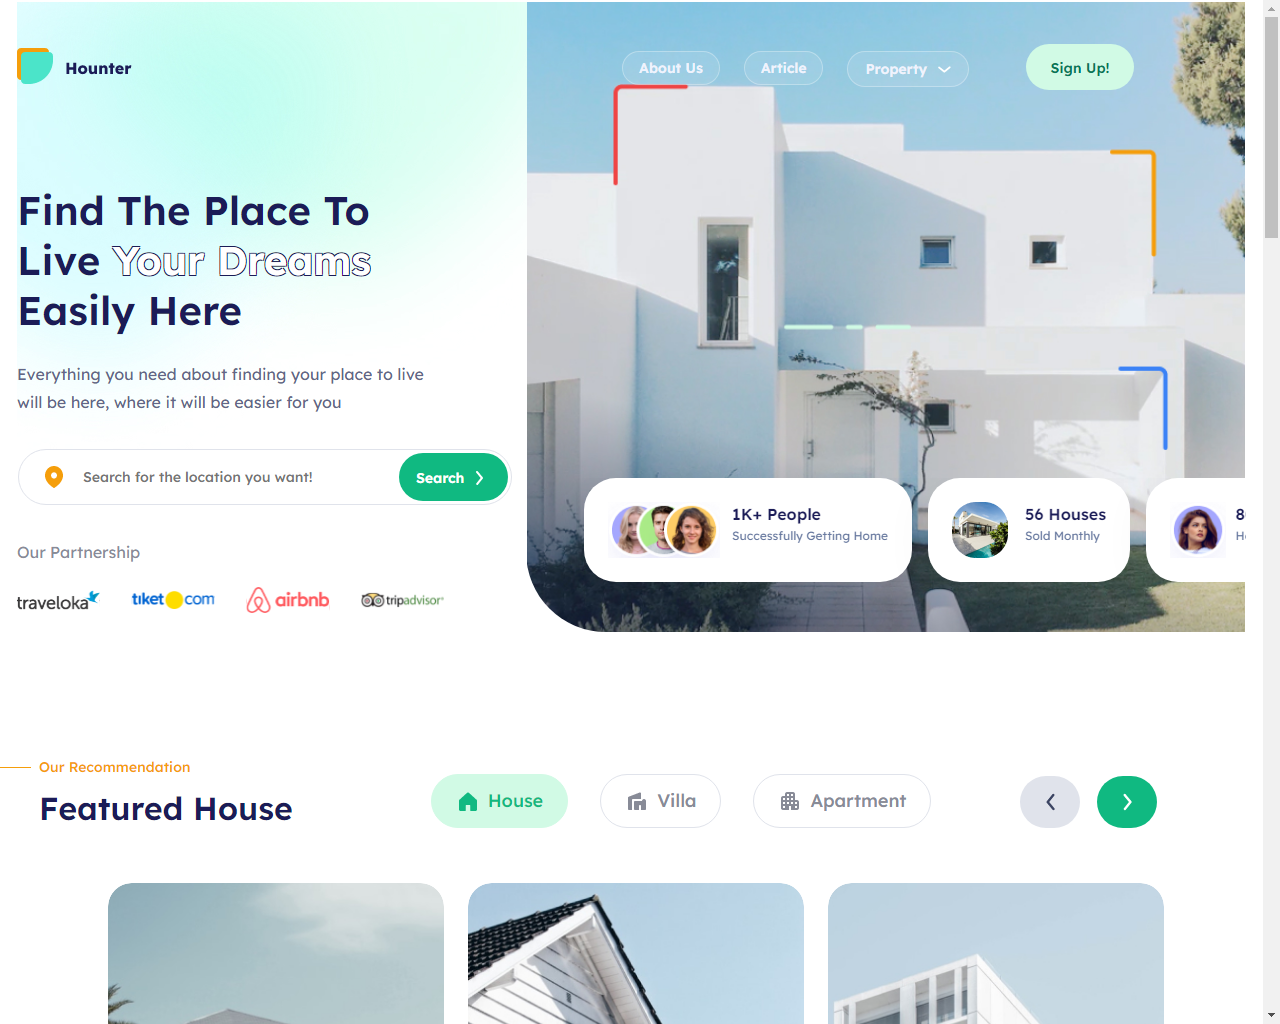 Hounter
About Us
Article
Property
Sign Up!
Find The Place To
Live Your Dreams
Easily Here
Everything you need about finding your place to live
will be here, where it will be easier for you
Search for the location you want!
Search
Our Partnership
traveloka
tiket com
airbnb
tripadvisor
1K+ People
Successfully Getting Home
56 Houses
Sold Monthly
Our Recommendation
Featured House
House
Villa
Apartment